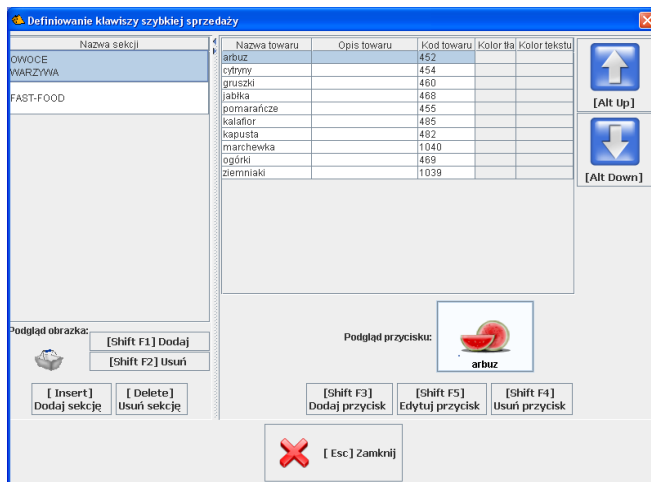 Definiowanie klawiszy szybkiej sprzedaży
Nazwa sekcji
OWOCE
WARZYWA
FAST-FOOD
Nazwa towaru Opis towaru Kod towaru Kolor tła Kolor tekstu
arbuz 452
cytryny 454
gruszki 460
jabłka 468
pomarańcze 455
kalafior 485
kapusta 482
marchewka 1040
ogórki 469
ziemniaki 1039
[Alt Up]
[Alt Down]
Podgląd obrazka:
[Shift F1] Dodaj
[Shift F2] Usuń
[ Insert]
Dodaj sekcję
[ Delete]
Usuń sekcję
Podgląd przycisku:
arbuz
[Shift F3]
Dodaj przycisk
[Shift F5]
Edytuj przycisk
[Shift F4]
Usuń przycisk
[ Esc] Zamknij